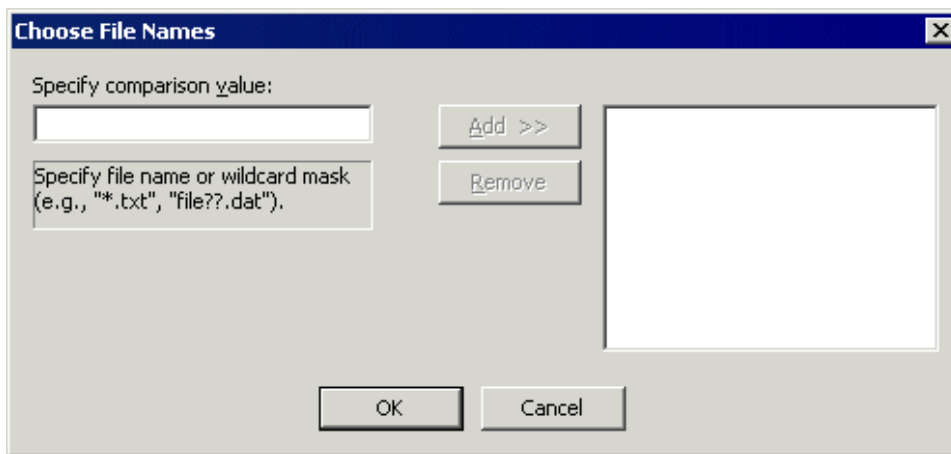 Choose File Names
Specify comparison value:
Add >>
Specify file name or wildcard mask
(e.g., "*.txt", "file??.dat").
Remove
OK
Cancel